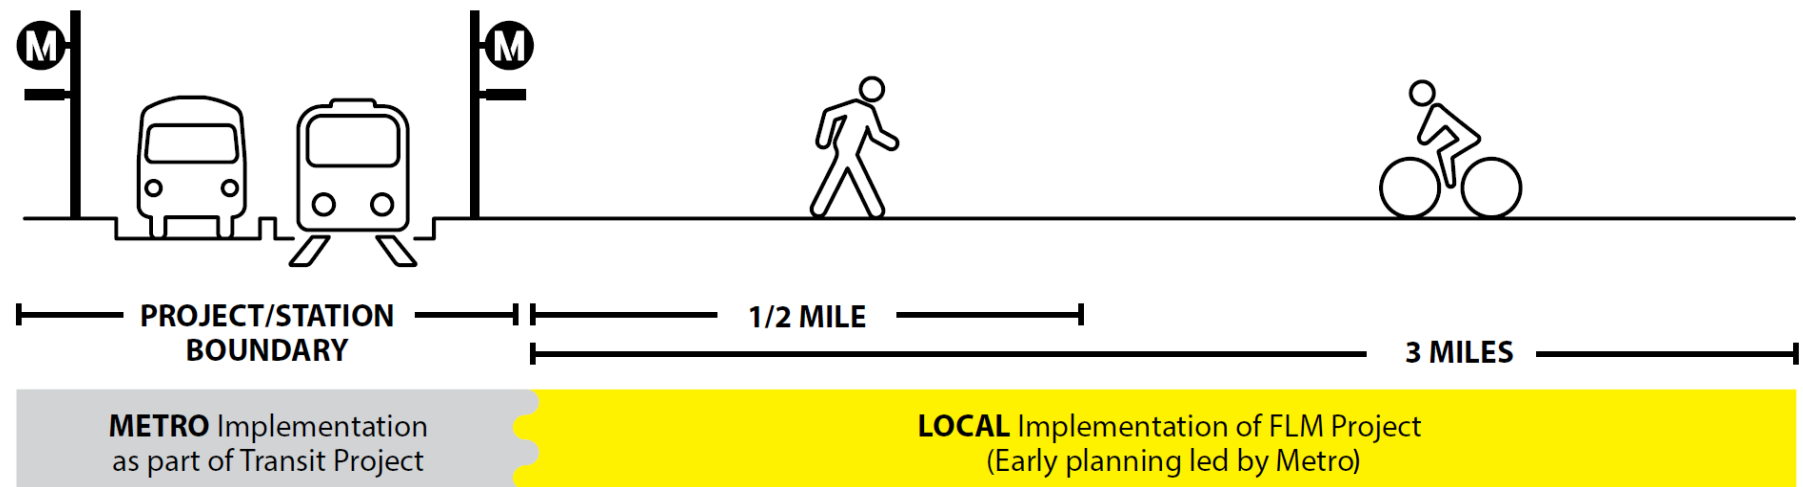 M
M
PROJECT/STATION
BOUNDARY
1/2 MILE
3 MILES
METRO Implementation
as part of Transit Project
LOCAL Implementation of FLM Project
(Early planning led by Metro)